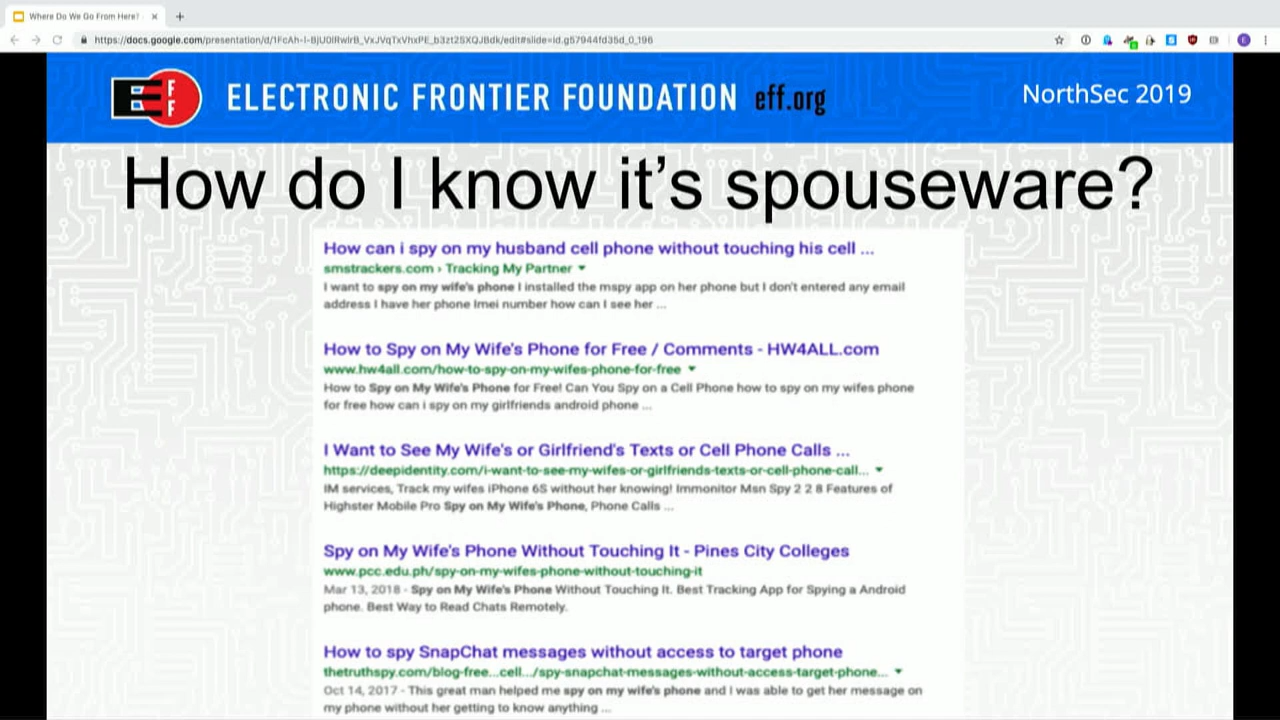 Where Do We Go From Here?
ELECTRONIC FRONTIER FOUNDATION eff.org
NorthSec 2019
How do I know it's spouseware?
How can i spy on my husband cell phone without touching his cell ...
smstrackers.com › Tracking My Partner
I want to spy on my wife's phone I installed the mspy app on her phone but I don't entered any email
address I have her phone Imei number how can I see her ...
How to Spy on My Wife's Phone for Free / Comments - HW4ALL.com
www.hw4all.com/how-to-spy-on-my-wifes-phone-for-free
How to Spy on My Wife's Phone for Free! Can You Spy on a Cell Phone how to spy on my wifes phone
for free how can i spy on my girlfriends android phone ...
I Want to See My Wife's or Girlfriend's Texts or Cell Phone Calls ...
https://deepidentity.com/i-want-to-see-my-wifes-or-girlfriends-texts-or-cell-phone-call...
IM services, Track my wifes iPhone 6S without her knowing! Immonitor Msn Spy 2 2 8 Features of
Highster Mobile Pro Spy on My Wife's Phone, Phone Calls ...
Spy on My Wife's Phone Without Touching It - Pines City Colleges
www.pcc.edu.ph/spy-on-my-wifes-phone-without-touching-it
Mar 13, 2018 - Spy on My Wife's Phone Without Touching It. Best Tracking App for Spying a Android
phone. Best Way to Read Chats Remotely.
How to spy SnapChat messages without access to target phone
thetruthspy.com/blog-free...cell.../spy-snapchat-messages-without-access-target-phone...
Oct 14, 2017 - This great man helped me spy on my wife's phone and I was able to get her message on
my phone without her getting to know anything ...